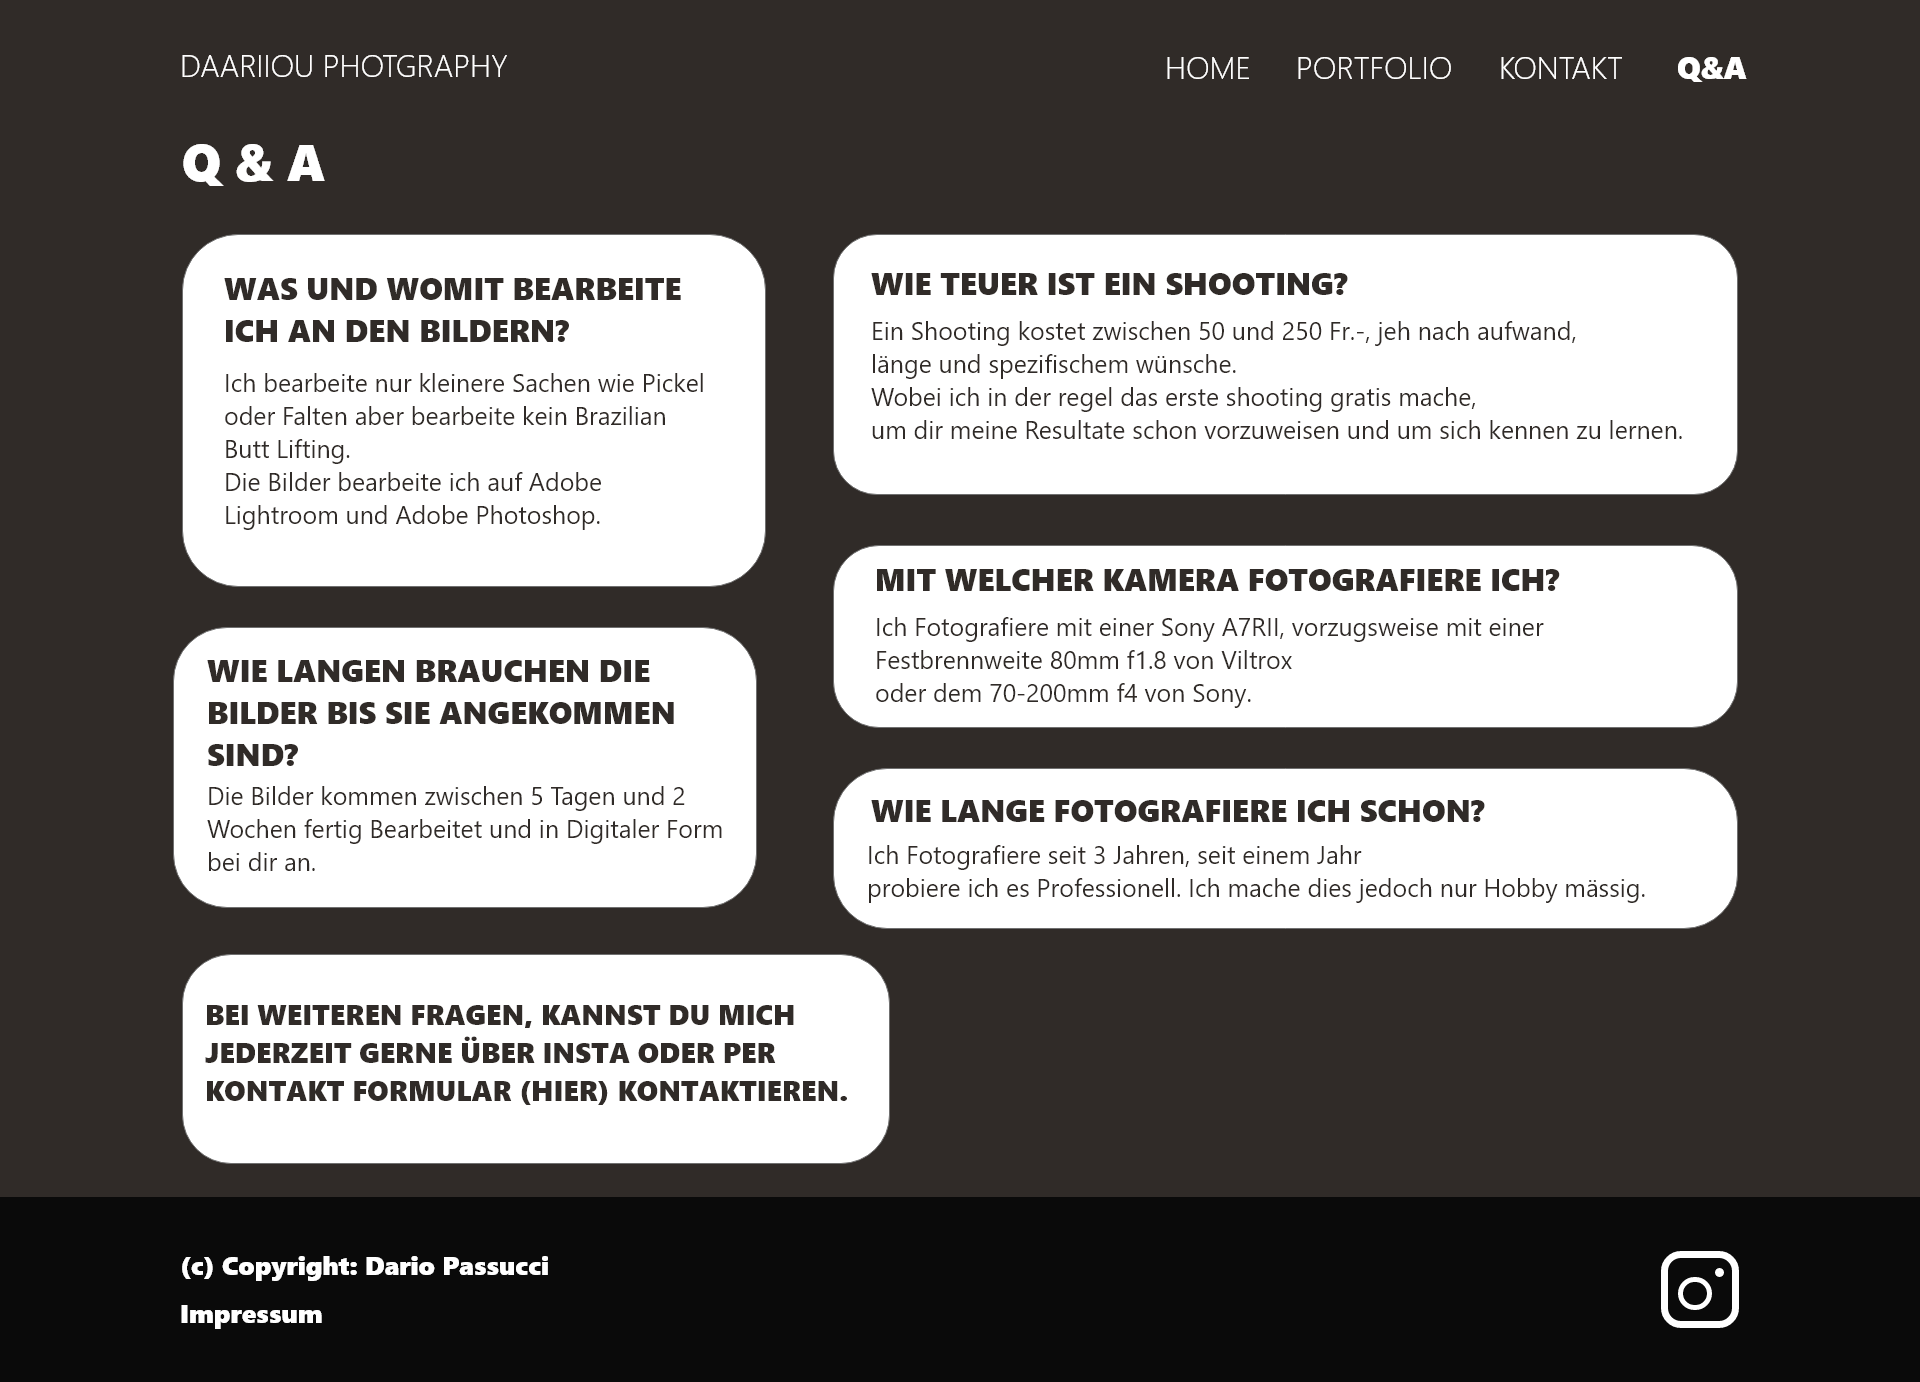 DAARIIOU PHOTGRAPHY
HOME PORTFOLIO KONTAKT Q&A
Q & A
WAS UND WOMIT BEARBEITE
ICH AN DEN BILDERN?
Ich bearbeite nur kleinere Sachen wie Pickel
oder Falten aber bearbeite kein Brazilian
Butt Lifting.
Die Bilder bearbeite ich auf Adobe
Lightroom und Adobe Photoshop.
WIE LANGEN BRAUCHEN DIE
BILDER BIS SIE ANGEKOMMEN
SIND?
Die Bilder kommen zwischen 5 Tagen und 2
Wochen fertig Bearbeitet und in Digitaler Form
bei dir an.
WIE TEUER IST EIN SHOOTING?
Ein Shooting kostet zwischen 50 und 250 Fr.-, jeh nach aufwand,
länge und spezifischem wünsche.
Wobei ich in der regel das erste shooting gratis mache,
um dir meine Resultate schon vorzuweisen und um sich kennen zu lernen.
MIT WELCHER KAMERA FOTOGRAFIERE ICH?
Ich Fotografiere mit einer Sony A7RII, vorzugsweise mit einer
Festbrennweite 80mm f1.8 von Viltrox
oder dem 70-200mm f4 von Sony.
WIE LANGE FOTOGRAFIERE ICH SCHON?
Ich Fotografiere seit 3 Jahren, seit einem Jahr
probiere ich es Professionell. Ich mache dies jedoch nur Hobby mässig.
BEI WEITEREN FRAGEN, KANNST DU MICH
JEDERZEIT GERNE ÜBER INSTA ODER PER
KONTAKT FORMULAR (HIER) KONTAKTIEREN.
(c) Copyright: Dario Passucci
Impressum